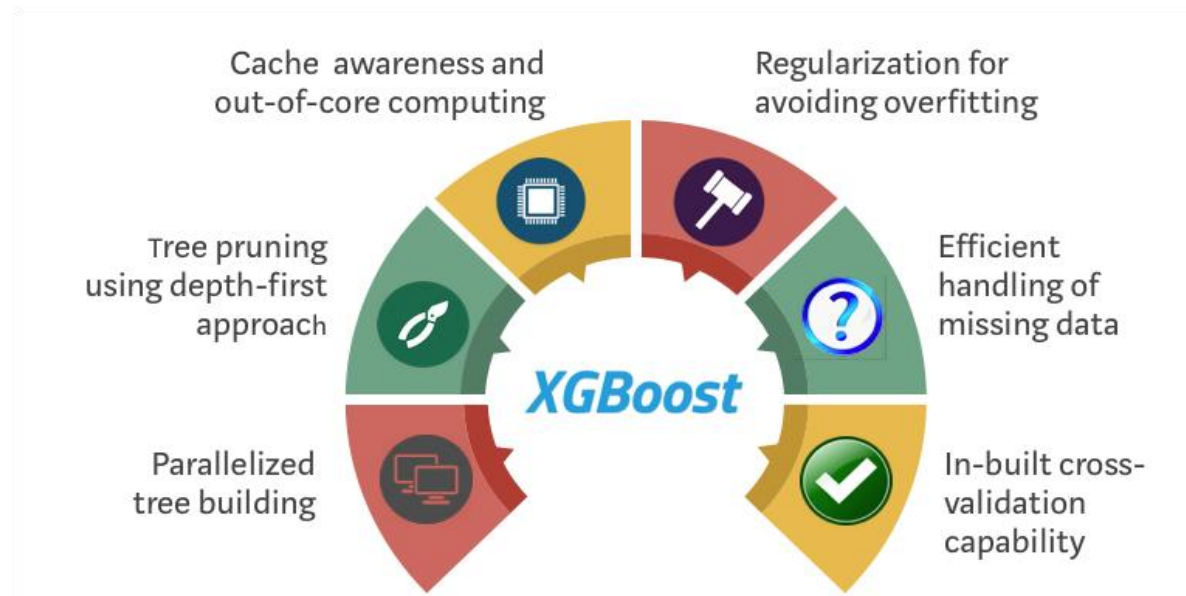 Cache awareness and
out-of-core computing
Regularization for
avoiding overfitting
Tree pruning
using depth-first
approach
Efficient
handling of
missing data
XGBoost
Parallelized
tree building
In-built cross-
validation
capability